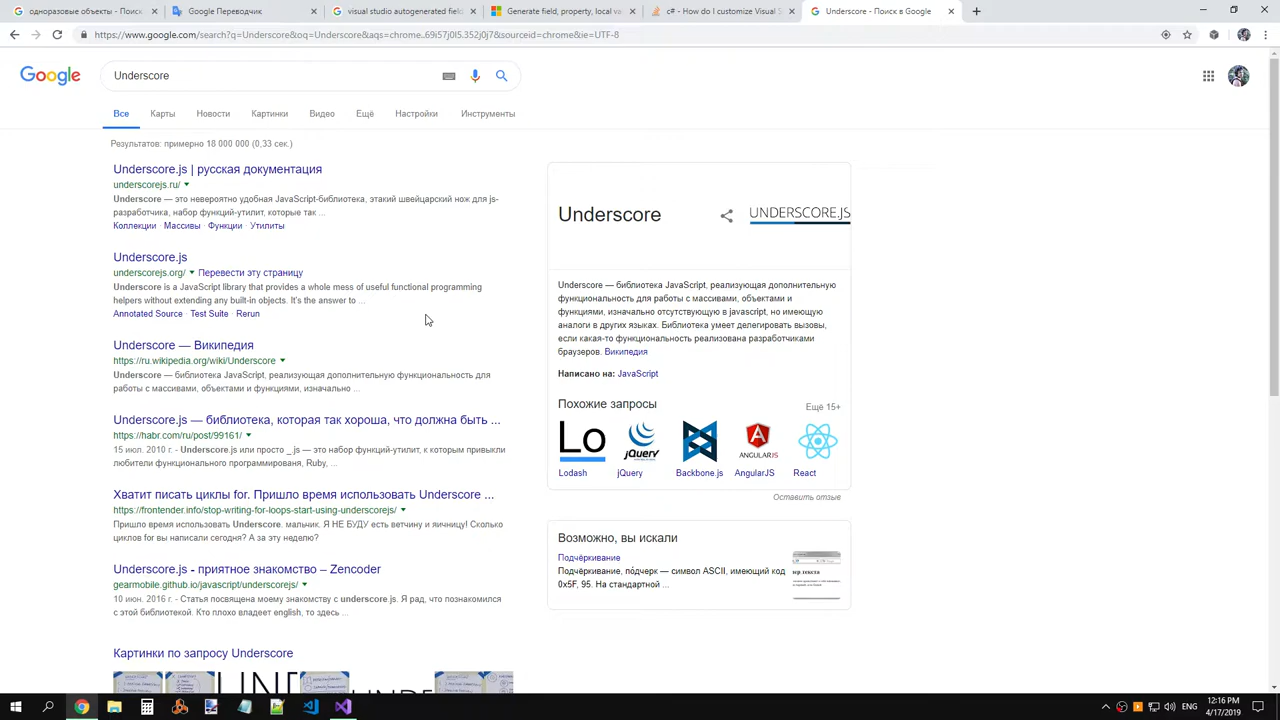 одноразовые объекты - Поиск
Google Переводчик
visual studio autogenerated field
Generate field, property, local va
c# - How do I customize Visual S
Underscore - Поиск в Google
https://www.google.com/search?q=Underscore&oq=Underscore&aqs=chrome..69i57j0l5.352j0j7&sourceid=chrome&ie=UTF-8
Google
Underscore
Все Карты Новости Картинки Видео Ещё Настройки Инструменты
Результатов: примерно 18 000 000 (0,33 сек.)
Underscore.js | русская документация
underscorejs.ru/
Underscore — это невероятно удобная JavaScript-библиотека, этакий швейцарский нож для js-
разработчика, набор функций-утилит, которые так ...
Коллекции · Массивы · Функции · Утилиты
Underscore.js
underscorejs.org/ Перевести эту страницу
Underscore is a JavaScript library that provides a whole mess of useful functional programming
helpers without extending any built-in objects. It's the answer to ...
Annotated Source · Test Suite · Rerun
Underscore — Википедия
https://ru.wikipedia.org/wiki/Underscore
Underscore — библиотека JavaScript, реализующая дополнительную функциональность для
работы с массивами, объектами и функциями, изначально ...
Underscore.js — библиотека, которая так хороша, что должна быть ...
https://habr.com/ru/post/99161/
15 июл. 2010 г. - Underscore.js или просто _.js — это набор функций-утилит, к которым привыкли
любители функционального программированя, Ruby, ...
Хватит писать циклы for. Пришло время использовать Underscore ...
https://frontender.info/stop-writing-for-loops-start-using-underscorejs/
Пришло время использовать Underscore. мальчик. Я НЕ БУДУ есть ветчину и яичницу! Сколько
циклов for вы написали сегодня? А за эту неделю?
Underscore.js - приятное знакомство – Zencoder
dearmobile.github.io/javascript/underscorejs/
10 июн. 2016 г. - Статья посвящена моему знакомству с underscore.js. Я рад, что познакомился
с этой библиотекой. Кто плохо владеет english, то здесь ...
Картинки по запросу Underscore
Underscore
UNDERSCORE.JS
Underscore — библиотека JavaScript, реализующая дополнительную
функциональность для работы с массивами, объектами и
функциями, изначально отсутствующую в javascript, но имеющую
аналоги в других языках. Библиотека умеет делегировать вызовы,
если какая-то функциональность реализована разработчиками
браузеров. Википедия
Написано на: JavaScript
Похожие запросы
Ещё 15+
Lo
jQuery
ANGULARJS
Lodash jQuery Backbone.js AngularJS React
Оставить отзыв
Возможно, вы искали
Подчёркивание
Подчёркивание, по́дчерк — символ ASCII, имеющий код
0x5F, 95. На стандартной ...
ENG
12:16 PM
4/17/2019